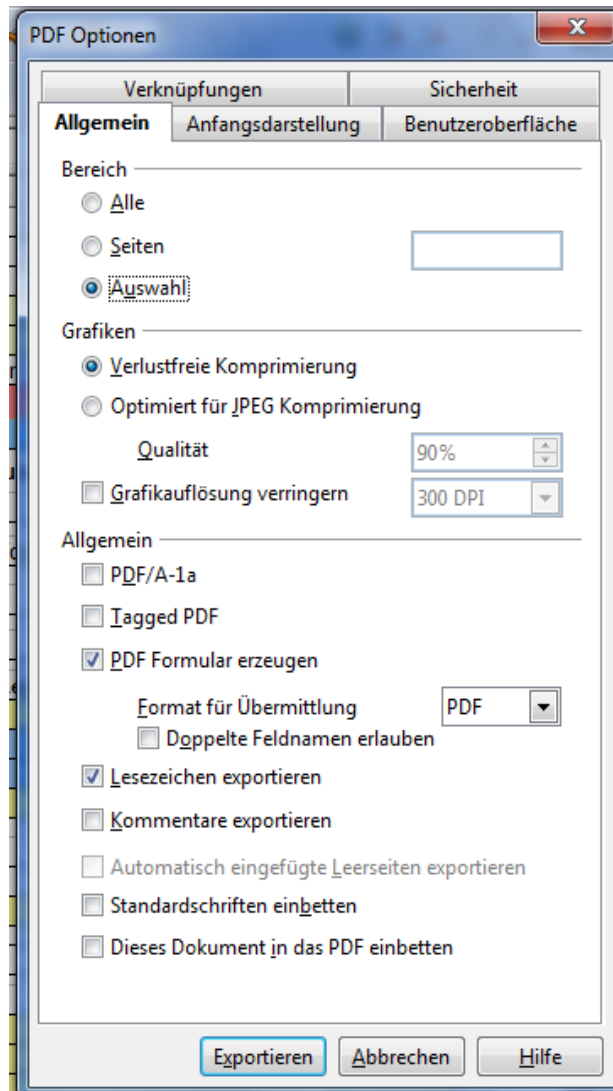 PDF Optionen
Verknüpfungen Sicherheit
Allgemein Anfangsdarstellung Benutzeroberfläche
Bereich
Alle
Seiten
Auswahl
Grafiken
Verlustfreie Komprimierung
Optimiert für JPEG Komprimierung
Qualität 90%
Grafikauflösung verringern 300 DPI
Allgemein
PDF/A-1a
Tagged PDF
PDF Formular erzeugen
Format für Übermittlung PDF
Doppelte Feldnamen erlauben
Lesezeichen exportieren
Kommentare exportieren
Automatisch eingefügte Leerseiten exportieren
Standardschriften einbetten
Dieses Dokument in das PDF einbetten
Exportieren Abbrechen Hilfe